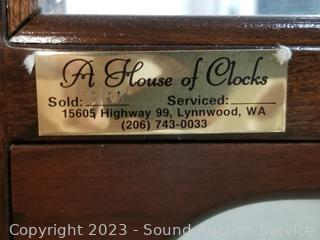 A House of Clocks
Sold: Serviced:
15605 Highway 99, Lynnwood, WA
(206) 743-0033
Copyright 2023 - Sound Auction Service